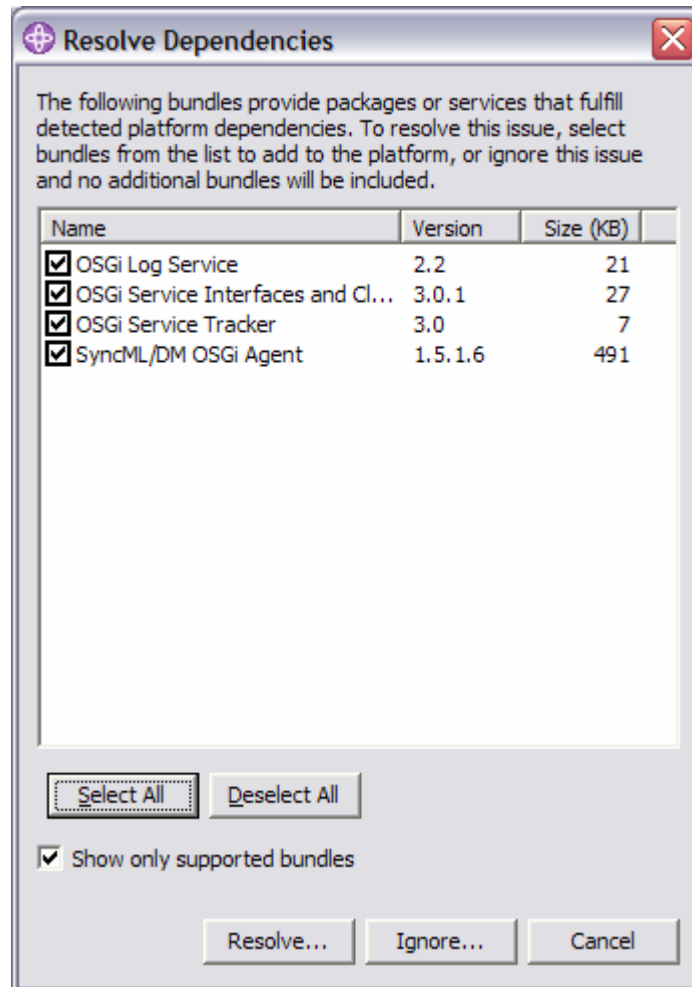 Resolve Dependencies
The following bundles provide packages or services that fulfill
detected platform dependencies. To resolve this issue, select
bundles from the list to add to the platform, or ignore this issue
and no additional bundles will be included.
Name Version Size (KB)
OSGi Log Service 2.2 21
OSGi Service Interfaces and Cl... 3.0.1 27
OSGi Service Tracker 3.0 7
SyncML/DM OSGi Agent 1.5.1.6 491
Select All Deselect All
Show only supported bundles
Resolve... Ignore... Cancel